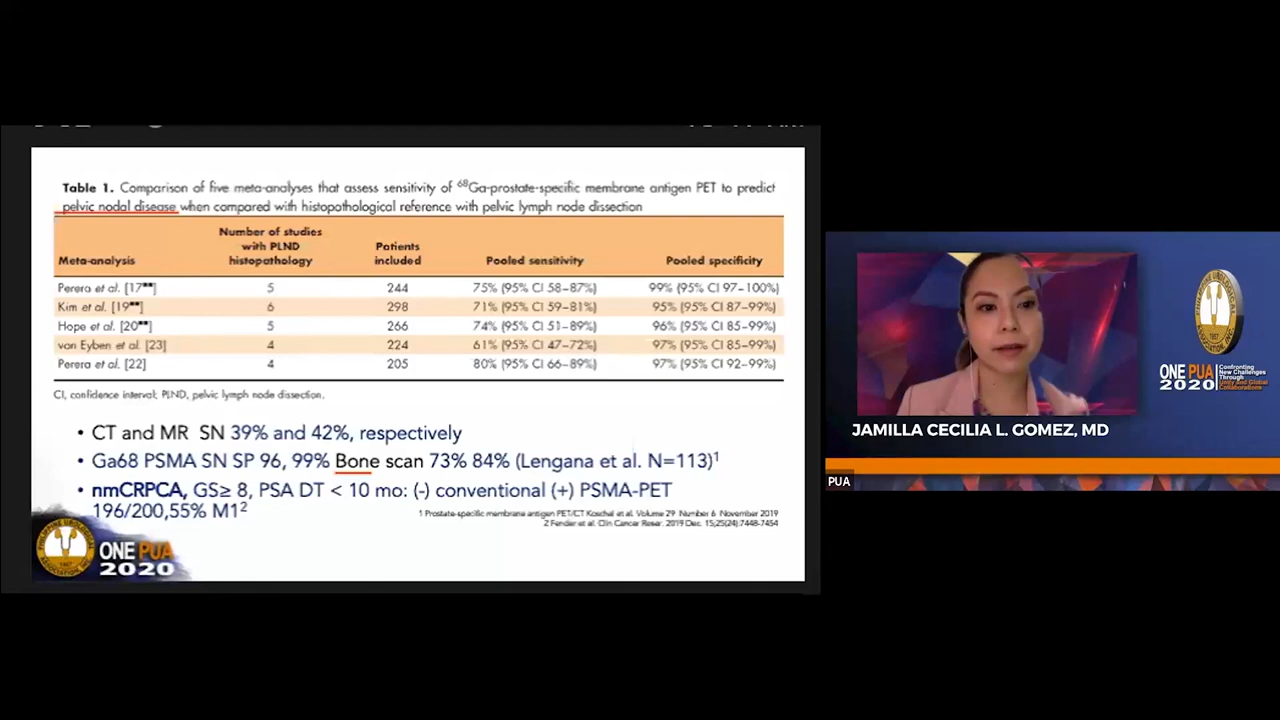 Table 1. Comparison of five meta-analyses that assess sensitivity of 68Ga-prostate-specific membrane antigen PET to predict
pelvic nodal disease when compared with histopathological reference with pelvic lymph node dissection
Meta-analysis
Number of studies
with PLND
histopathology
Patients
included
Pooled sensitivity
Pooled specificity
Perera et al. [17▪▪] 5 244 75% (95% CI 58–87%) 99% (95% CI 97–100%)
Kim et al. [19▪▪] 6 298 71% (95% CI 59–81%) 95% (95% CI 87–99%)
Hope et al. [20▪▪] 5 266 74% (95% CI 51–89%) 96% (95% CI 85–99%)
von Eyben et al. [23] 4 224 61% (95% CI 47–72%) 97% (95% CI 85–99%)
Perera et al. [22] 4 205 80% (95% CI 66–89%) 97% (95% CI 92–99%)
CI, confidence interval; PLND, pelvic lymph node dissection.
• CT and MR SN 39% and 42%, respectively
• Ga68 PSMA SN SP 96, 99% Bone scan 73% 84% (Lengana et al. N=113)1
• nmCRPCA, GS≥ 8, PSA DT < 10 mo: (-) conventional (+) PSMA-PET
196/200,55% M12
1 Prostate-specific membrane antigen PET/CT Koschel et al. Volume 29 Number 6 November 2019
2 Fender et al. Clin Cancer Reser. 2019 Dec. 15;25(24):7448-7454
ONE PUA
2020
ONE PUA
2020
Confronting
New Challenges
Through
Unity and Global
Collaborations
JAMILLA CECILIA L. GOMEZ, MD
PUA